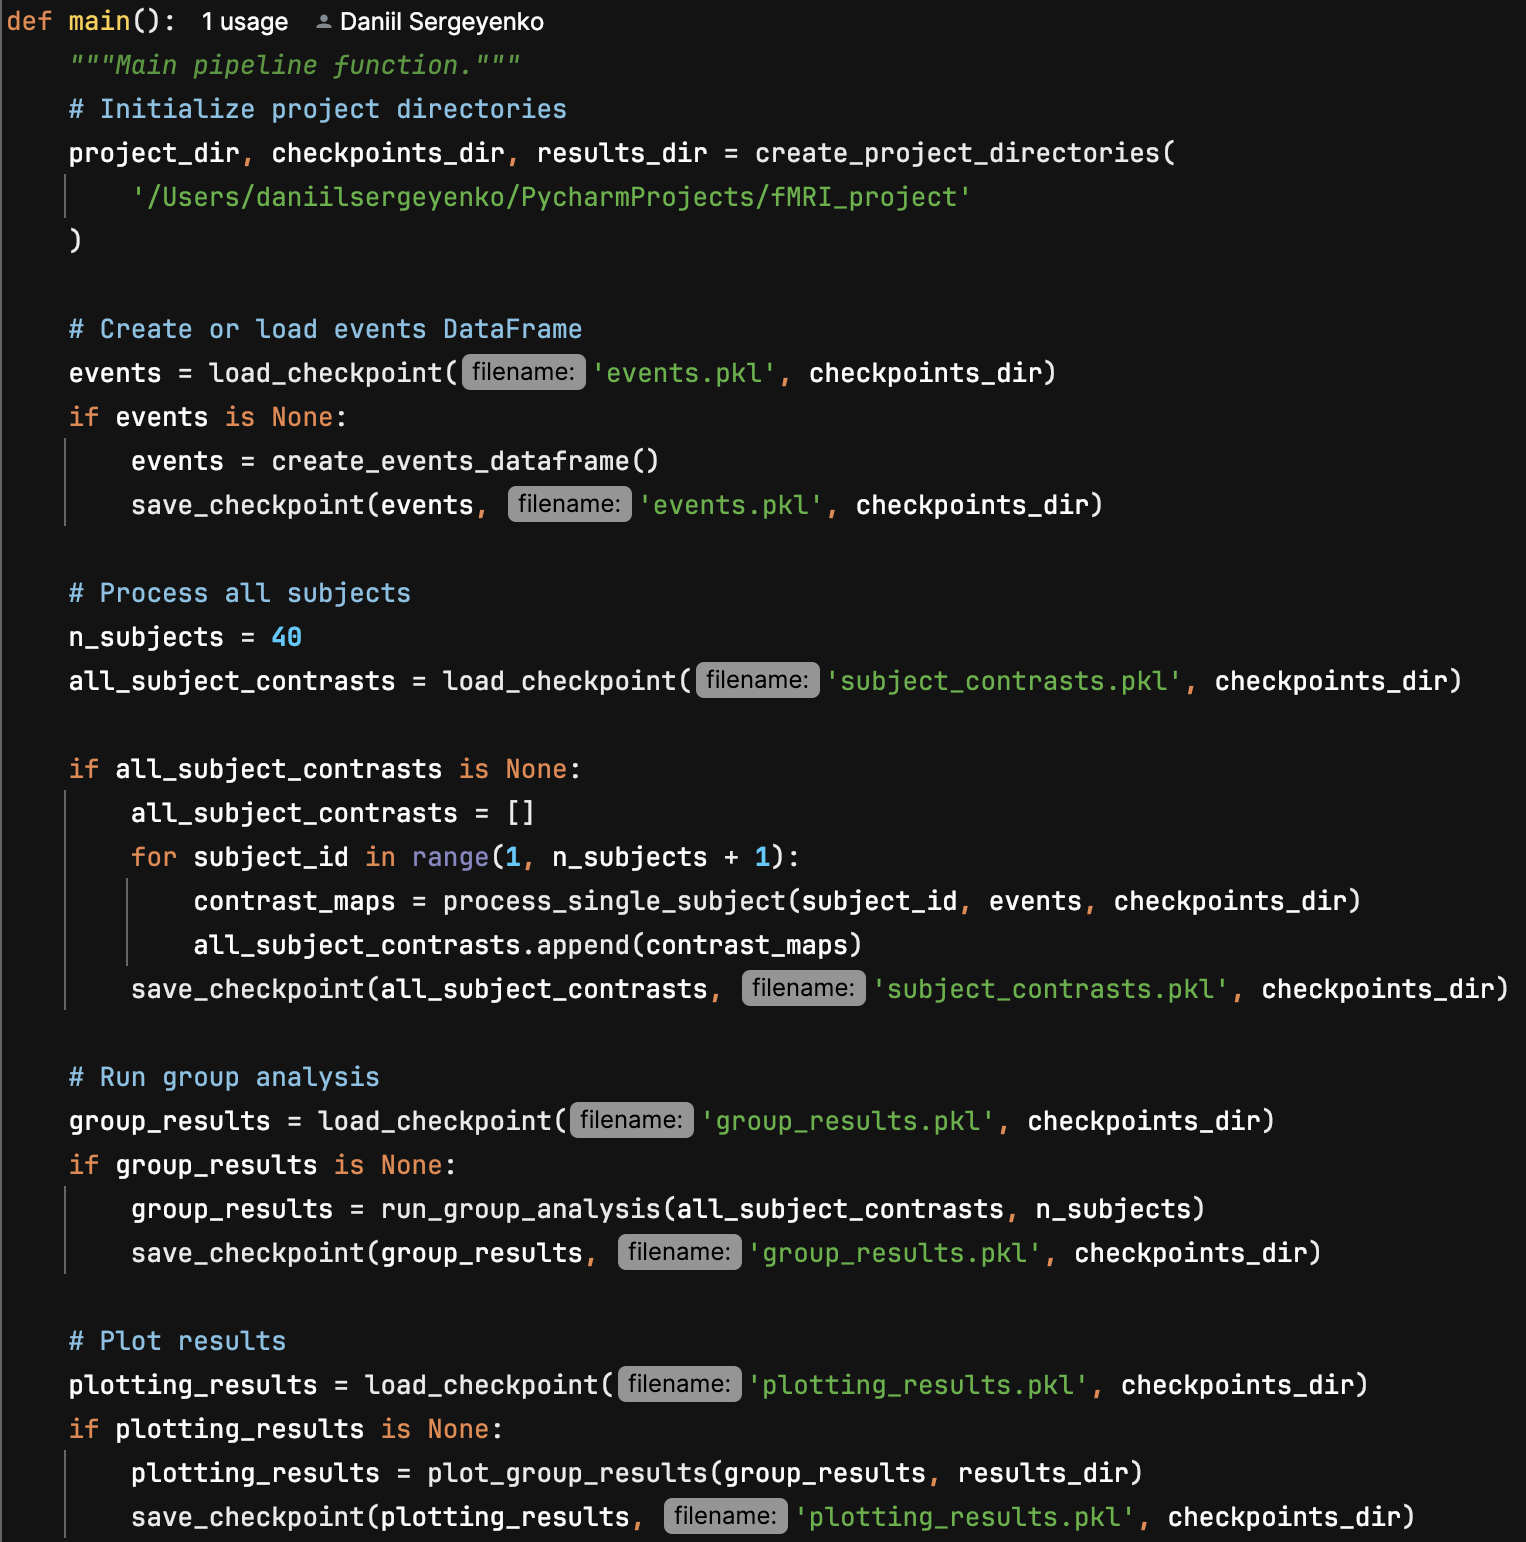 def main():  1 usage  Daniil Sergeyenko
    """Main pipeline function."""
    # Initialize project directories
    project_dir, checkpoints_dir, results_dir = create_project_directories(
        '/Users/daniilsergeyenko/PycharmProjects/fMRI_project'
    )

    # Create or load events DataFrame
    events = load_checkpoint( filename: 'events.pkl', checkpoints_dir)
    if events is None:
        events = create_events_dataframe()
        save_checkpoint(events, filename: 'events.pkl', checkpoints_dir)

    # Process all subjects
    n_subjects = 40
    all_subject_contrasts = load_checkpoint( filename: 'subject_contrasts.pkl', checkpoints_dir)

    if all_subject_contrasts is None:
        all_subject_contrasts = []
        for subject_id in range(1, n_subjects + 1):
            contrast_maps = process_single_subject(subject_id, events, checkpoints_dir)
            all_subject_contrasts.append(contrast_maps)
        save_checkpoint(all_subject_contrasts, filename: 'subject_contrasts.pkl', checkpoints_dir)

    # Run group analysis
    group_results = load_checkpoint( filename: 'group_results.pkl', checkpoints_dir)
    if group_results is None:
        group_results = run_group_analysis(all_subject_contrasts, n_subjects)
        save_checkpoint(group_results, filename: 'group_results.pkl', checkpoints_dir)

    # Plot results
    plotting_results = load_checkpoint( filename: 'plotting_results.pkl', checkpoints_dir)
    if plotting_results is None:
        plotting_results = plot_group_results(group_results, results_dir)
        save_checkpoint(plotting_results, filename: 'plotting_results.pkl', checkpoints_dir)